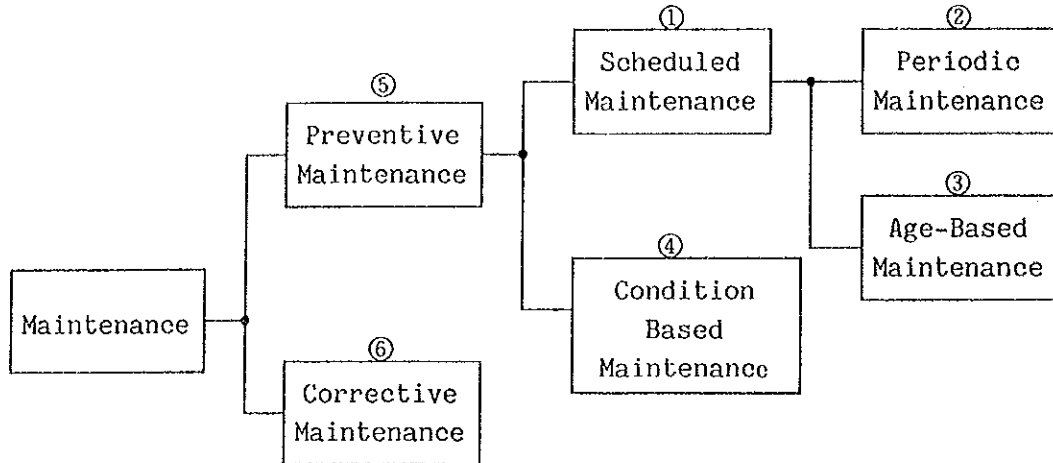 ①
Scheduled
Maintenance
②
Periodic
Maintenance
⑤
Preventive
Maintenance
③
Age-Based
Maintenance
④
Condition
Based
Maintenance
Maintenance
⑥
Corrective
Maintenance